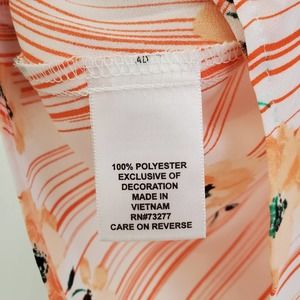 100% POLYESTER
EXCLUSIVE OF
DECORATION
MADE IN
VIETNAM
RN#73277
CARE ON REVERSE